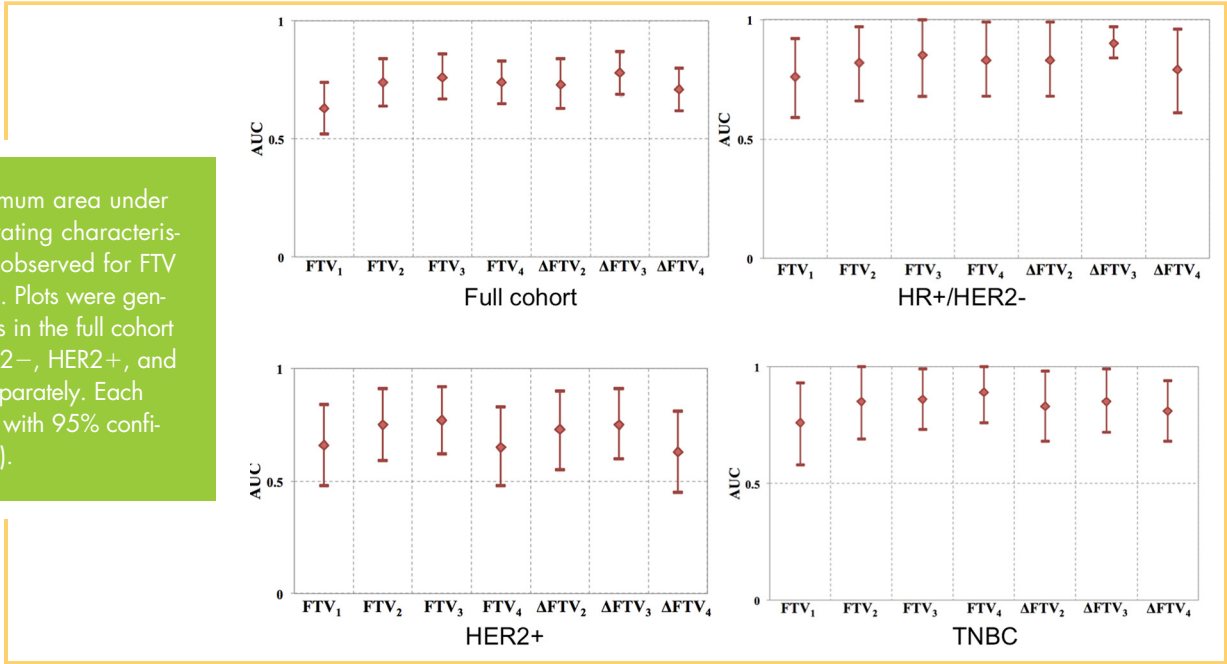 mum area under
ating characteris-
observed for FTV
. Plots were gen-
s in the full cohort
2−, HER2+, and
parately. Each
with 95% confi-
).
1
AUC
0.5
0
FTV1 FTV2 FTV3 FTV4 ΔFTV2 ΔFTV3 ΔFTV4
Full cohort
1
AUC
0.5
0
FTV1 FTV2 FTV3 FTV4 ΔFTV2 ΔFTV3 ΔFTV4
HR+/HER2-
1
AUC
0.5
0
FTV1 FTV2 FTV3 FTV4 ΔFTV2 ΔFTV3 ΔFTV4
HER2+
1
AUC
0.5
0
FTV1 FTV2 FTV3 FTV4 ΔFTV2 ΔFTV3 ΔFTV4
TNBC